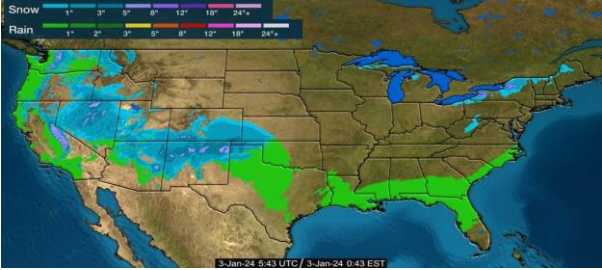 Snow
1" 3" 5" 8" 12" 18" 24"+
Rain
1" 2" 3" 5" 8" 12" 18" 24"+
3-Jan-24 5:43 UTC / 3-Jan-24 0:43 EST